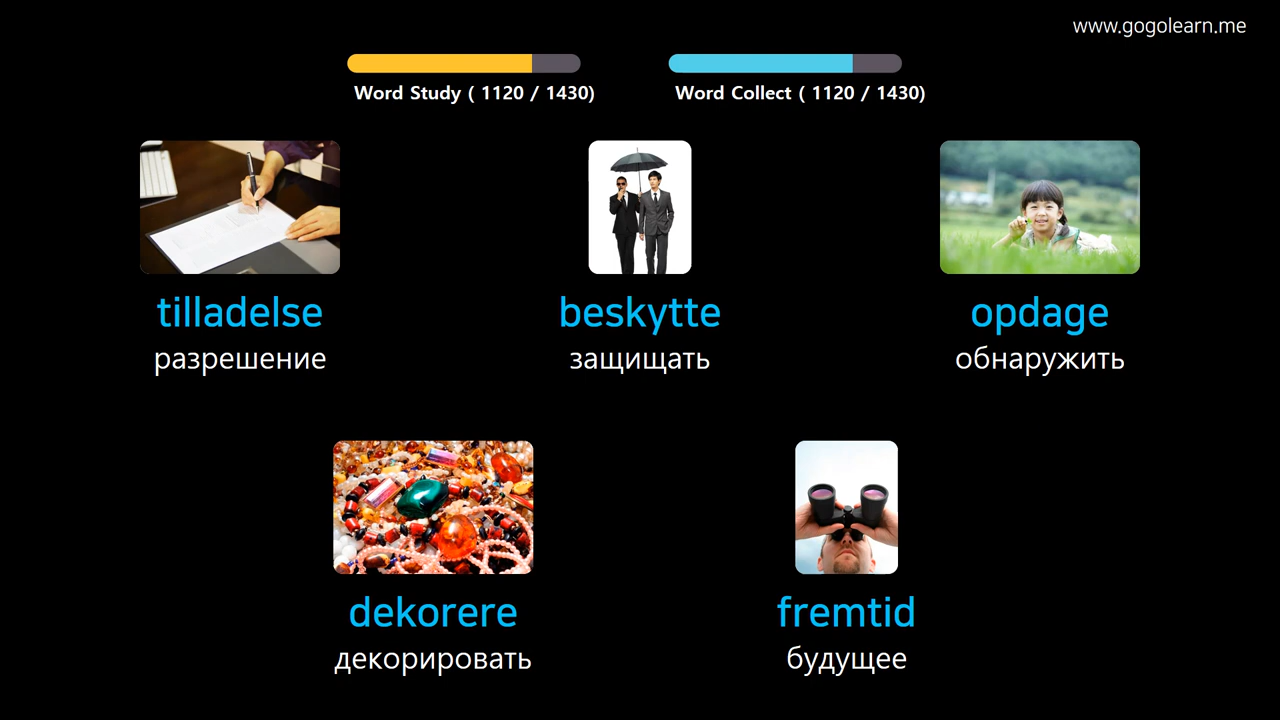 www.gogolearn.me
Word Study ( 1120 / 1430)
Word Collect ( 1120 / 1430)
tilladelse
разрешение
beskytte
защищать
opdage
обнаружить
dekorere
декорировать
fremtid
будущее